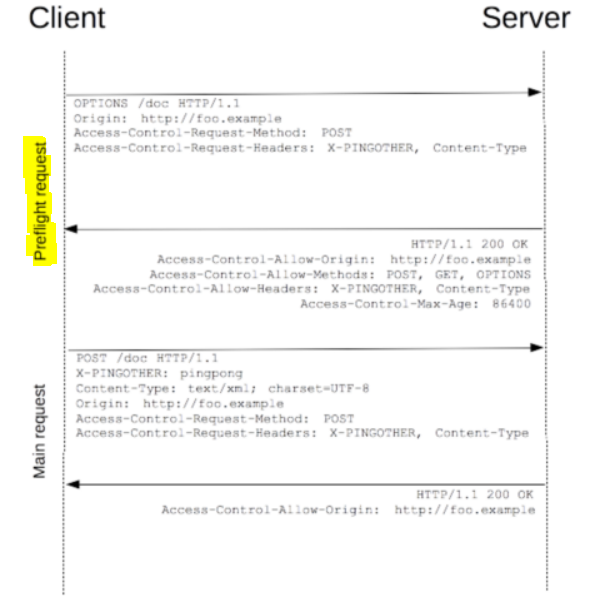 Client
Server
OPTIONS /doc HTTP/1.1
Origin: http://foo.example
Access-Control-Request-Method: POST
Access-Control-Request-Headers: X-PINGOTHER, Content-Type
Preflight request
HTTP/1.1 200 OK
Access-Control-Allow-Origin: http://foo.example
Access-Control-Allow-Methods: POST, GET, OPTIONS
Access-Control-Allow-Headers: X-PINGOTHER, Content-Type
Access-Control-Max-Age: 86400
POST /doc HTTP/1.1
X-PINGOTHER: pingpong
Content-Type: text/xml; charset=UTF-8
Origin: http://foo.example
Access-Control-Request-Method: POST
Access-Control-Request-Headers: X-PINGOTHER, Content-Type
Main request
HTTP/1.1 200 OK
Access-Control-Allow-Origin: http://foo.example